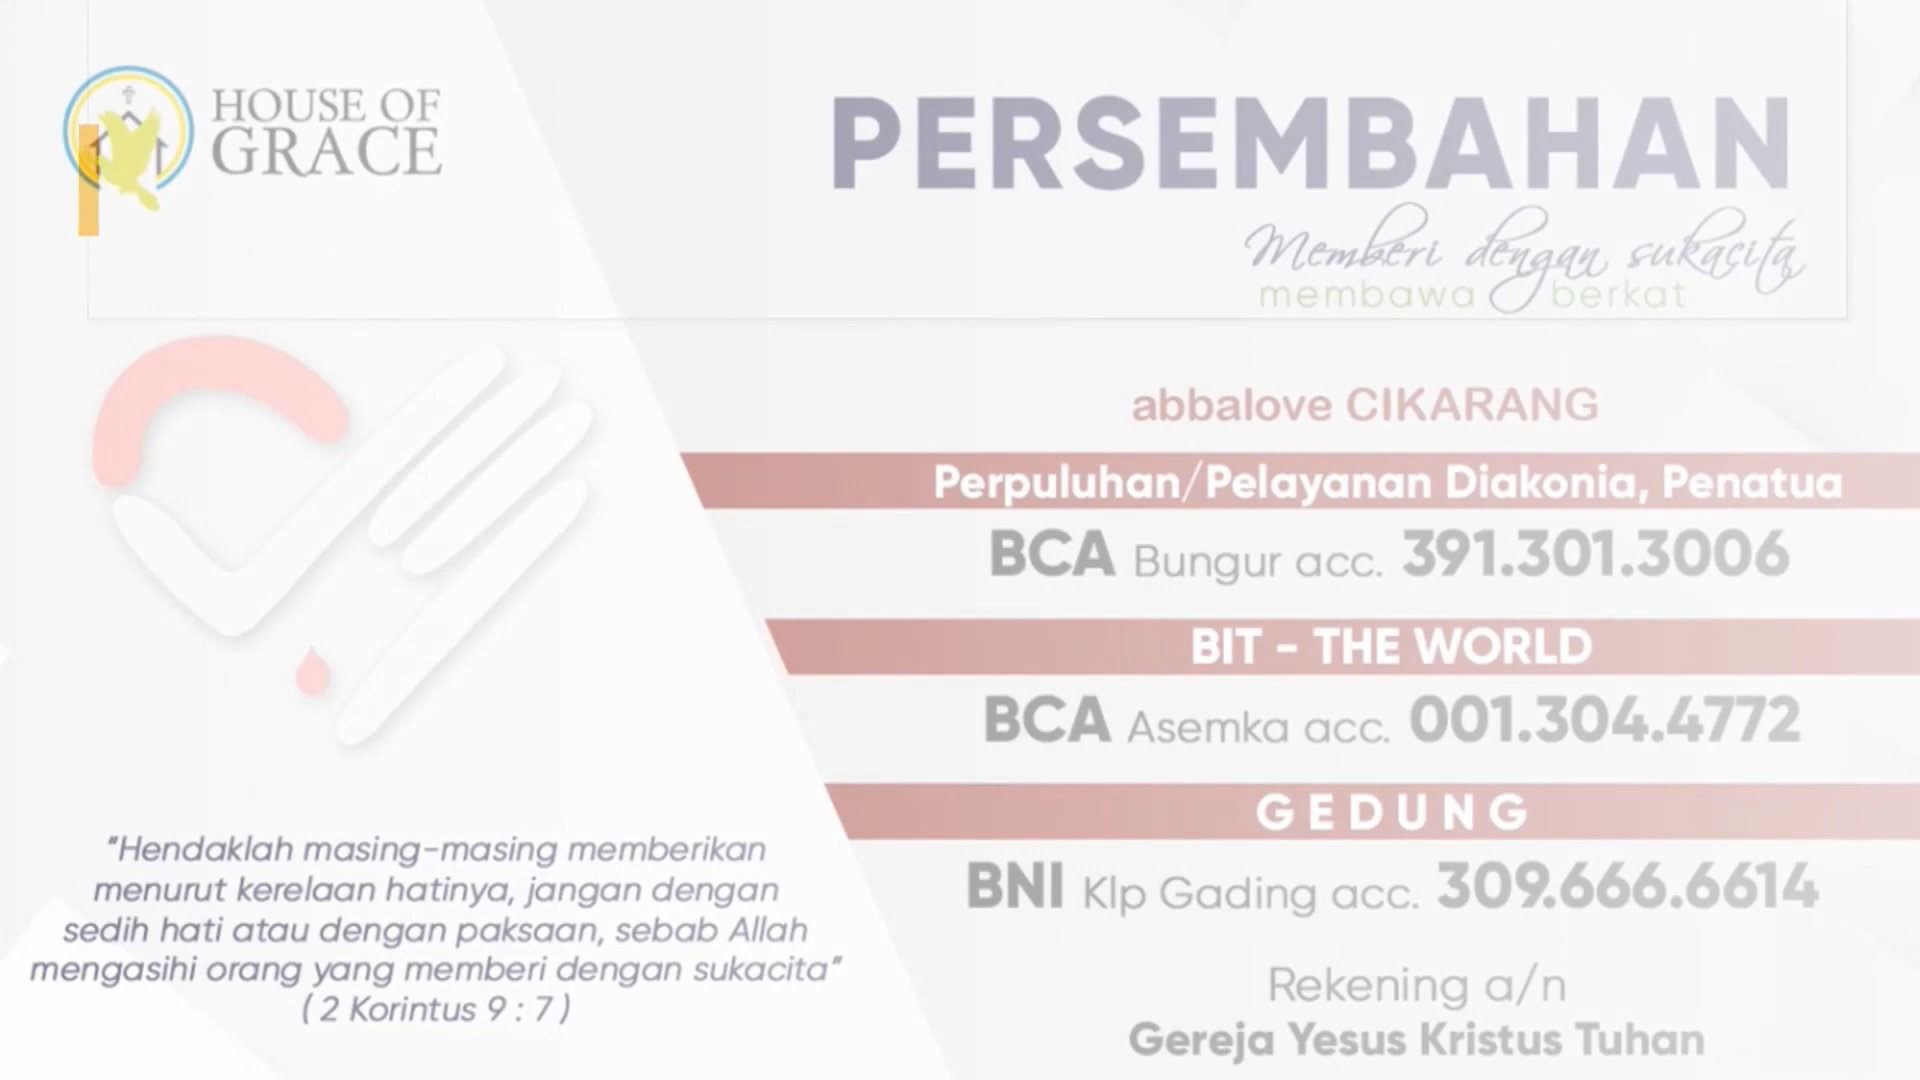 HOUSE OF
GRACE
PERSEMBAHAN
Memberi dengan sukacita
membawa berkat
abbalove CIKARANG
Perpuluhan/Pelayanan Diakonia, Penatua
BCA Bungur acc. 391.301.3006
BIT - THE WORLD
BCA Asemka acc. 001.304.4772
GEDUNG
BNI Klp Gading acc. 309.666.6614
Rekening a/n
Gereja Yesus Kristus Tuhan
“Hendaklah masing-masing memberikan
menurut kerelaan hatinya, jangan dengan
sedih hati atau dengan paksaan, sebab Allah
mengasihi orang yang memberi dengan sukacita”
( 2 Korintus 9 : 7 )